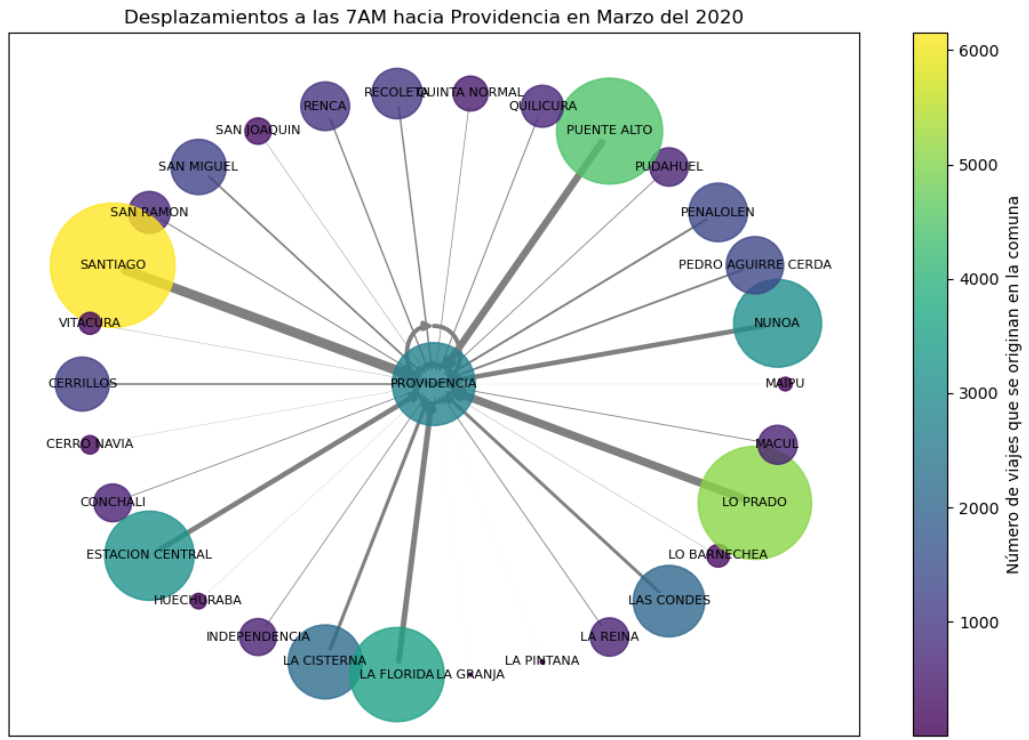 Desplazamientos a las 7AM hacia Providencia en Marzo del 2020
RECOLETA
QUINTA NORMAL
RENCA
QUILICURA
SAN JOAQUIN
PUENTE ALTO
SAN MIGUEL
PUDAHUEL
SAN RAMON
PENALOLEN
SANTIAGO
PEDRO AGUIRRE CERDA
VITACURA
NUNOA
CERRILLOS
PROVIDENCIA
MAIPU
CERRO NAVIA
MACUL
CONCHALI
LO PRADO
ESTACION CENTRAL
LO BARNECHEA
HUECHURABA
LAS CONDES
INDEPENDENCIA
LA REINA
LA CISTERNA
LA PINTANA
LA FLORIDA
LA GRANJA
6000
5000
4000
3000
2000
1000
Número de viajes que se originan en la comuna